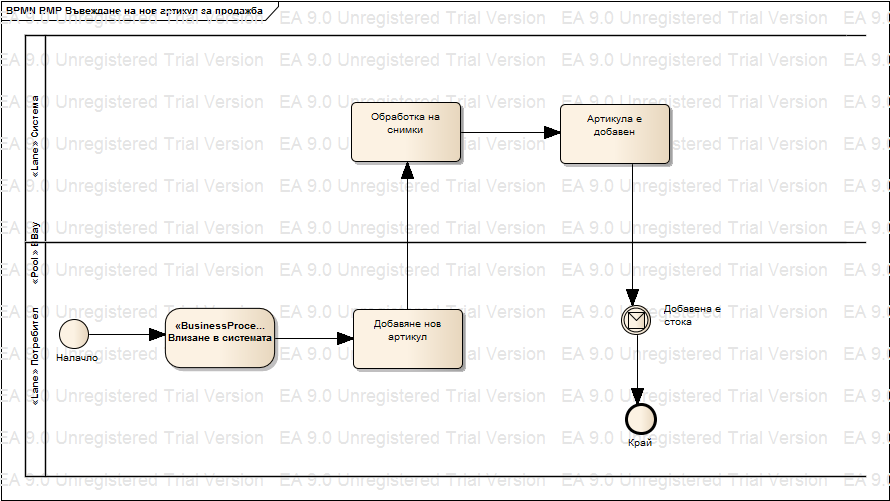 BPMN BMP Въвеждане на нов артикул за продажба
EA 9.0 Unregistered Trial Version
«Lane» Система
Обработка на
снимки
Артикула е
добавен
«Pool» EBay
«Lane» Потребител
Налачло
«BusinessProce...
Влизане в системата
Добавяне нов
артикул
Добавена е
стока
Край